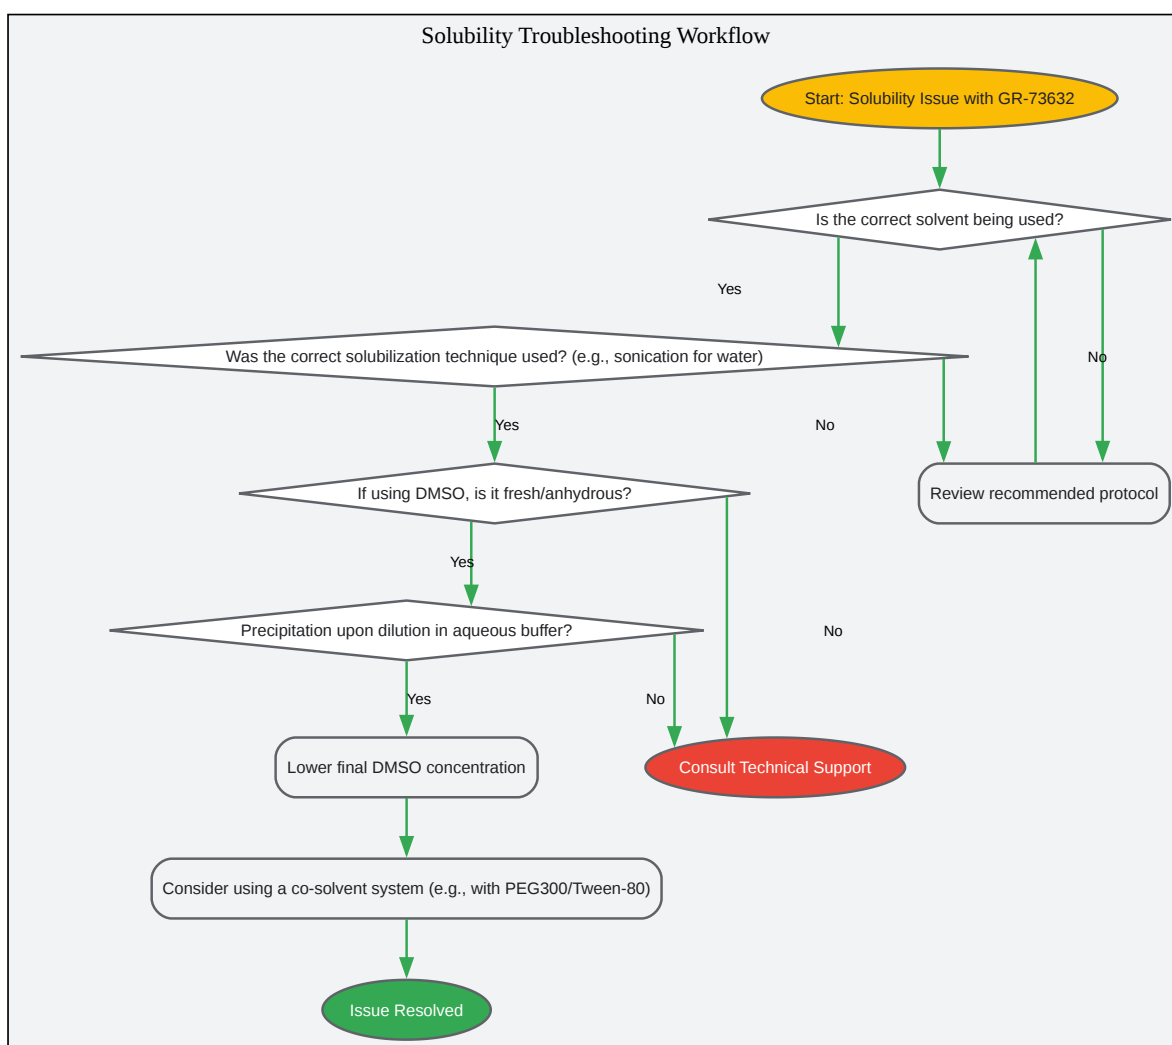 Solubility Troubleshooting Workflow
Start: Solubility Issue with GR-73632
Is the correct solvent being used?
Yes
No
Was the correct solubilization technique used? (e.g., sonication for water)
Yes
No
If using DMSO, is it fresh/anhydrous?
Review recommended protocol
Yes
No
Precipitation upon dilution in aqueous buffer?
Yes
No
Lower final DMSO concentration
Consult Technical Support
Consider using a co-solvent system (e.g., with PEG300/Tween-80)
Issue Resolved